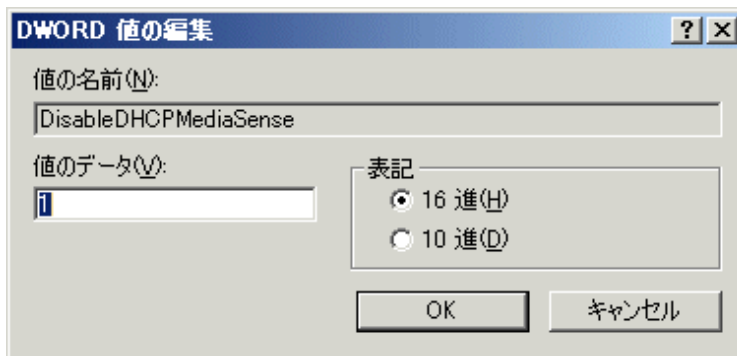 DWORD 値の編集
値の名前(N):
DisableDHCPMediaSense
値のデータ(V):
1
表記
16 進(H)
10 進(D)
OK
キャンセル